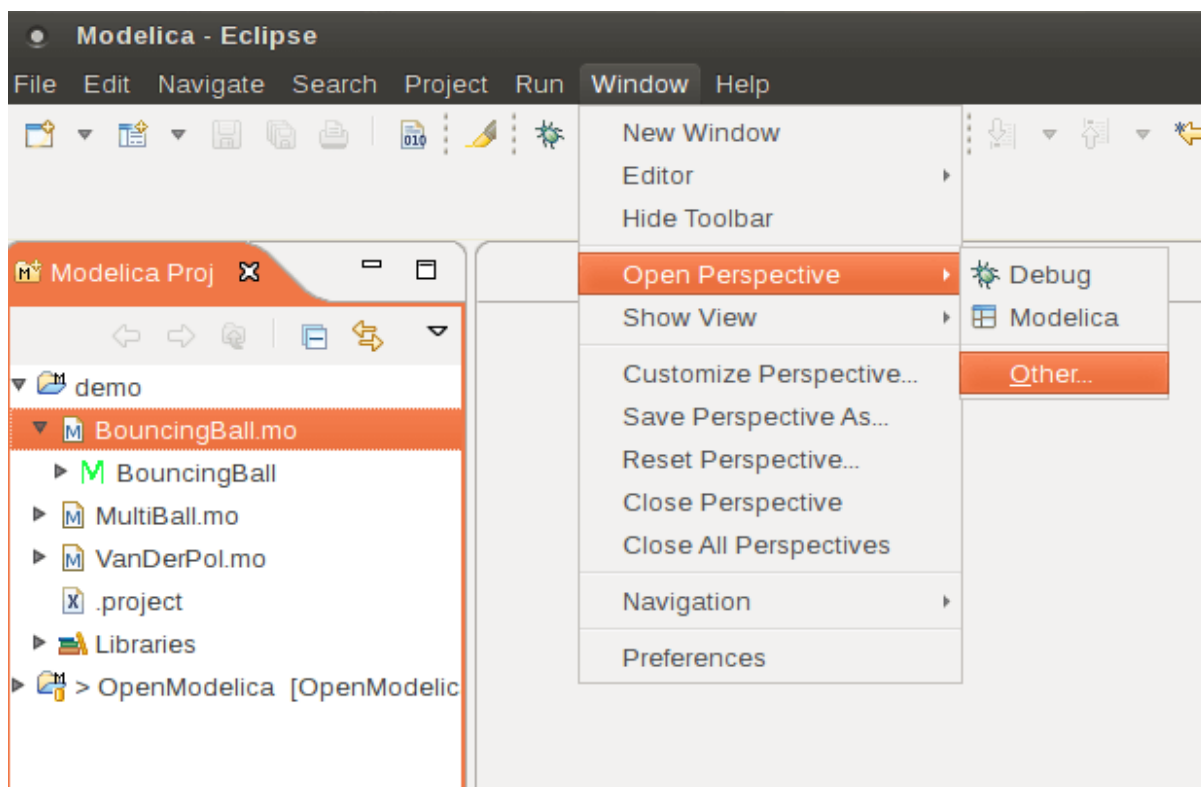 Modelica - Eclipse
File Edit Navigate Search Project Run Window Help
010
New Window
Editor
Hide Toolbar
Modelica Proj
Open Perspective
Debug
Show View
Modelica
Customize Perspective...
Other...
Save Perspective As...
Reset Perspective...
Close Perspective
Close All Perspectives
Navigation
Preferences
demo
BouncingBall.mo
BouncingBall
MultiBall.mo
VanDerPol.mo
.project
Libraries
> OpenModelica [OpenModelic